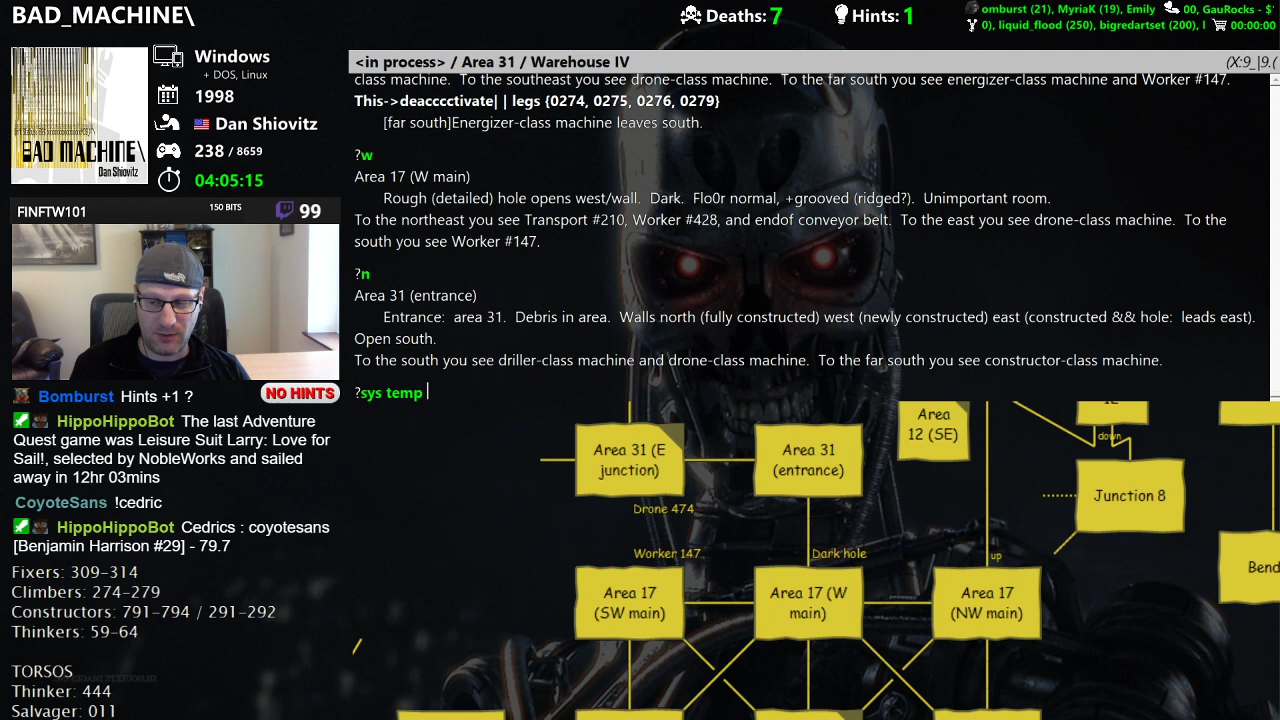 BAD_MACHINE\
Deaths: 7
Hints: 1
omburst (21), MyriaK (19), Emily
00, GauRocks - $
0), liquid_flood (250), bigredartset (200), l
00:00:00
BAD MACHINE\
Dan Shiovitz
Windows
+ DOS, Linux
1998
Dan Shiovitz
238 / 8659
04:05:15
FINFTW101
150 BITS
99
NO HINTS
Bomburst Hints +1 ?
HippoHippoBot The last Adventure
Quest game was Leisure Suit Larry: Love for
Sail!, selected by NobleWorks and sailed
away in 12hr 03mins
CoyoteSans !cedric
HippoHippoBot Cedrics : coyotesans
[Benjamin Harrison #29] - 79.7
Fixers: 309-314
Climbers: 274-279
Constructors: 791-794 / 291-292
Thinkers: 59-64
TORSOS
Thinker: 444
Salvager: 011
<in process> / Area 31 / Warehouse IV
(X:9_|9.(
class machine. To the southeast you see drone-class machine. To the far south you see energizer-class machine and Worker #147.
This->deacccctivate| | legs {0274, 0275, 0276, 0279}
[far south]Energizer-class machine leaves south.
?w
Area 17 (W main)
Rough (detailed) hole opens west/wall. Dark. Flo0r normal, +grooved (ridged?). Unimportant room.
To the northeast you see Transport #210, Worker #428, and endof conveyor belt. To the east you see drone-class machine. To the
south you see Worker #147.
?n
Area 31 (entrance)
Entrance: area 31. Debris in area. Walls north (fully constructed) west (newly constructed) east (constructed && hole: leads east).
Open south.
To the south you see driller-class machine and drone-class machine. To the far south you see constructor-class machine.
?sys temp
Area 31 (E
junction)
Area 31
(entrance)
Area
12 (SE)
down
Junction 8
Drone 474
Worker 147
Dark hole
up
Bend
Area 17
(SW main)
Area 17 (W
main)
Area 17
(NW main)